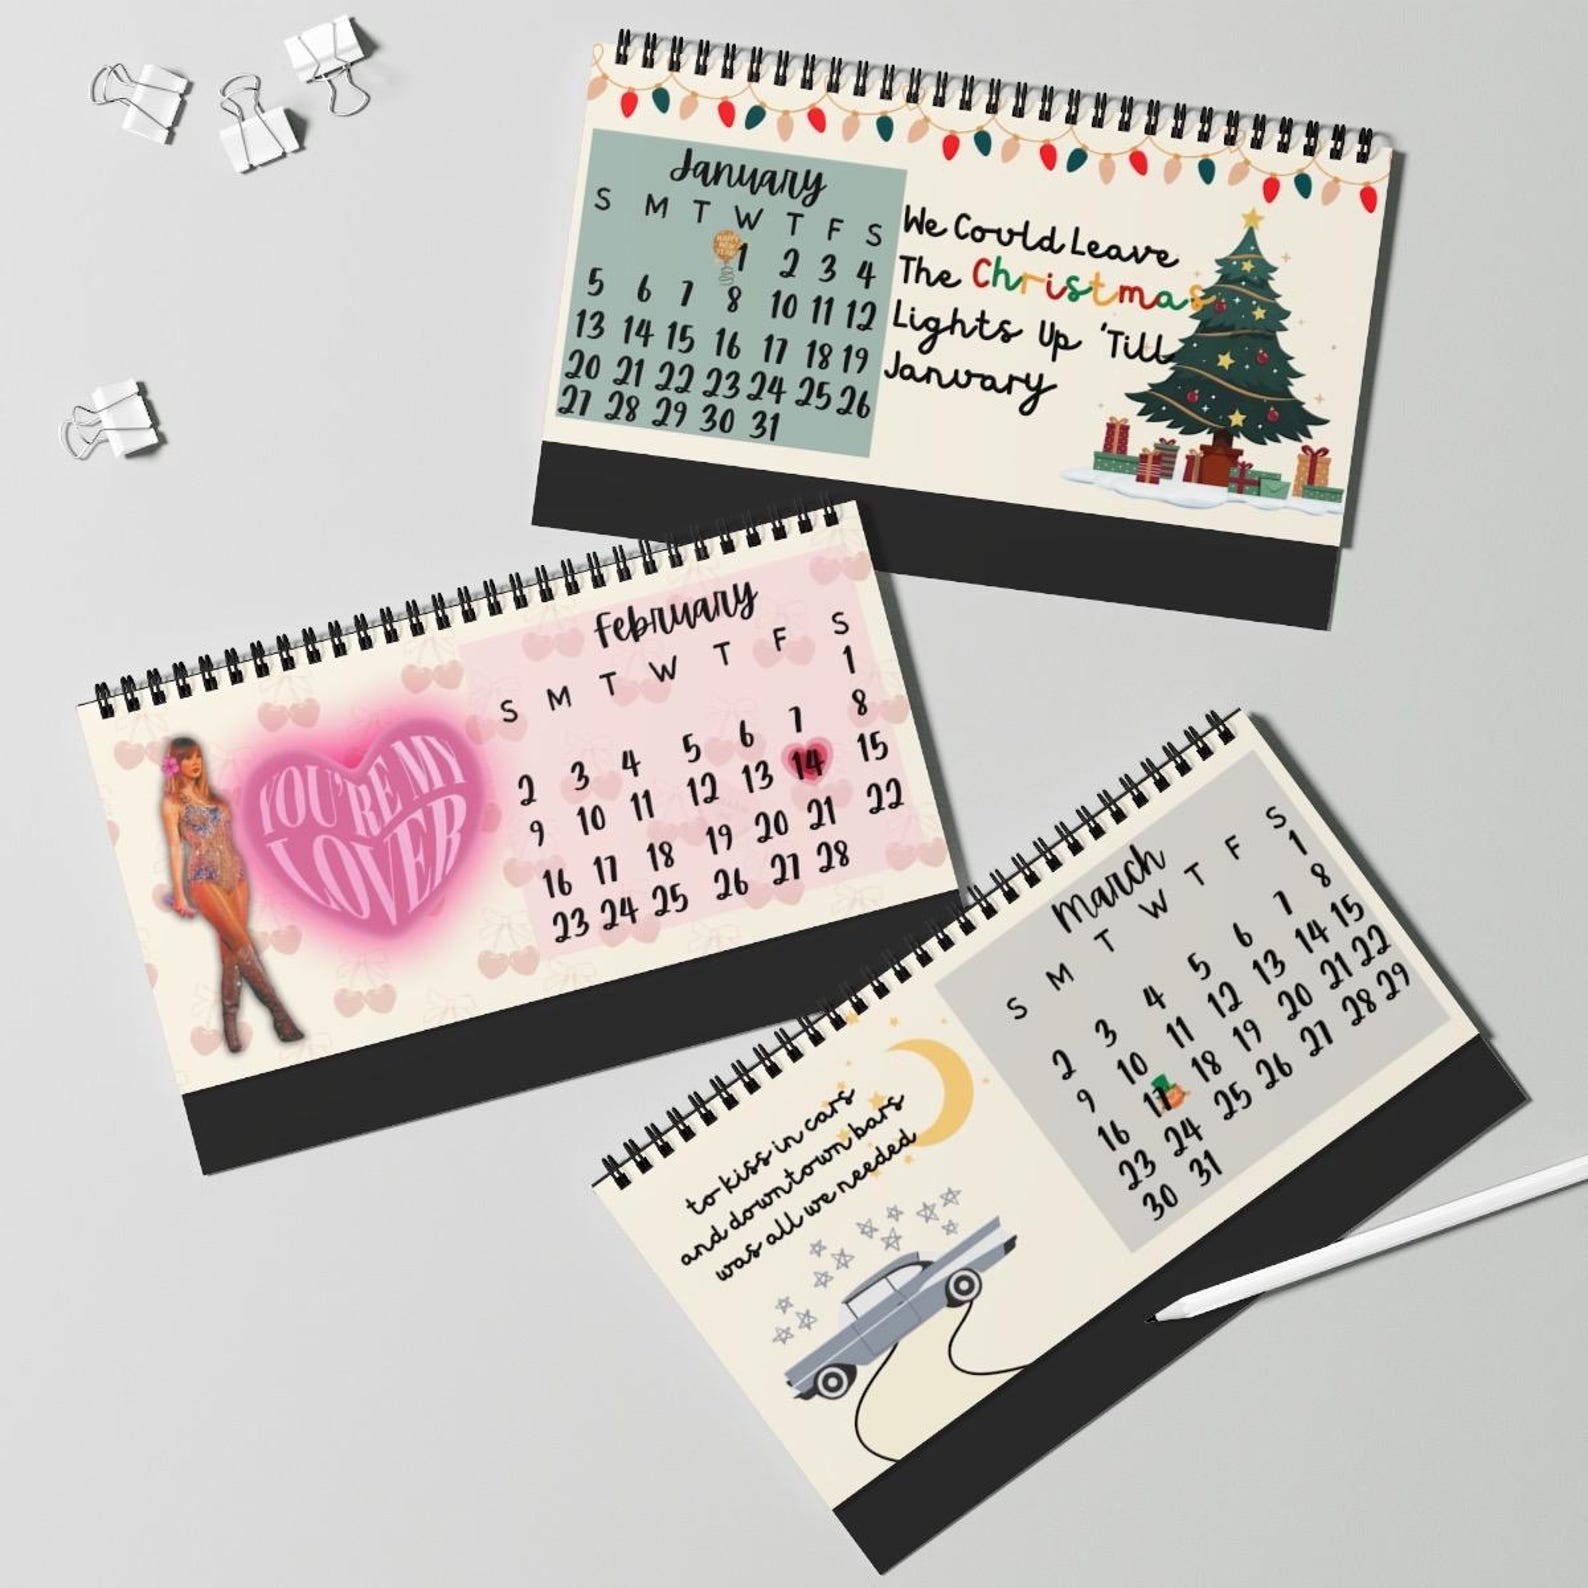 January
S M T W T F S
HAPPY NEW YEAR
1 2 3 4
5 6 7 8 10 11 12
13 14 15 16 17 18 19
20 21 22 23 24 25 26
27 28 29 30 31
We Could Leave
The Christmas
Lights Up 'Till
January
YOU'RE MY
LOVER
February
S M T W T F S
1
2 3 4 5 6 7 8
9 10 11 12 13 14 15
16 17 18 19 20 21 22
23 24 25 26 27 28
to kiss in cars
and downtown bars
was all we needed
March
S M T W T F S
1
2 3 4 5 6 7 8
9 10 11 12 13 14 15
16 17 18 19 20 21 22
23 24 25 26 27 28 29
30 31